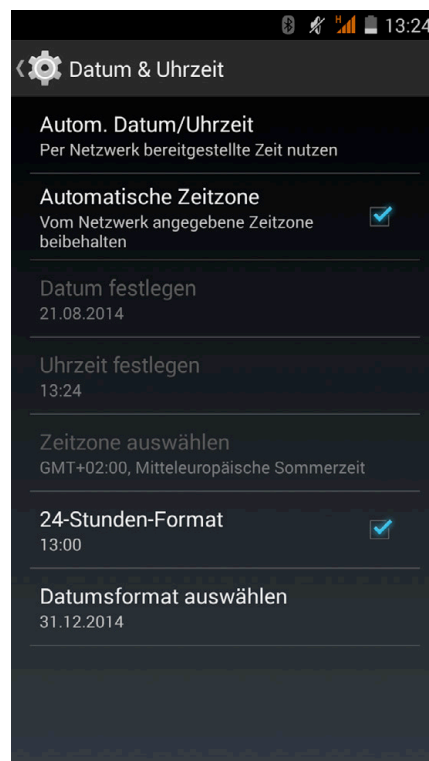 H
13:24
Datum & Uhrzeit
Autom. Datum/Uhrzeit
Per Netzwerk bereitgestellte Zeit nutzen
Automatische Zeitzone
Vom Netzwerk angegebene Zeitzone
beibehalten
Datum festlegen
21.08.2014
Uhrzeit festlegen
13:24
Zeitzone auswählen
GMT+02:00, Mitteleuropäische Sommerzeit
24-Stunden-Format
13:00
Datumsformat auswählen
31.12.2014